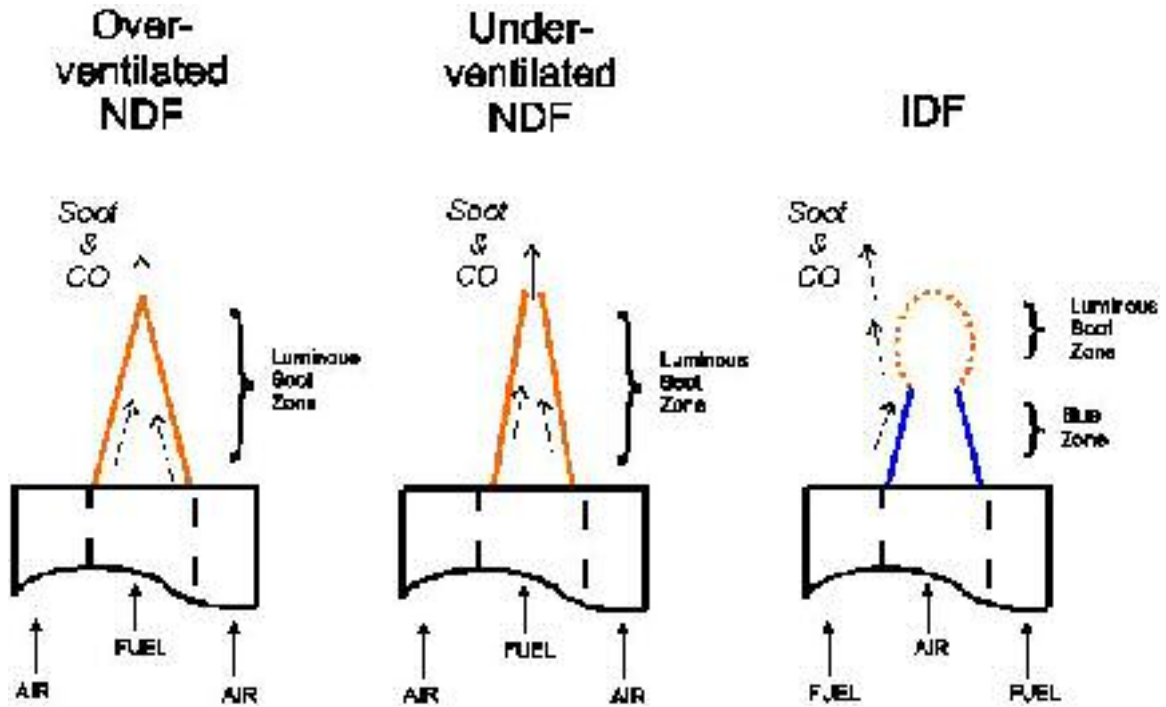 Over-
ventilated
NDF
Soot
&
CO
Luminous
Soot
Zone
AIR
FUEL
AIR
Under-
ventilated
NDF
Soot
&
CO
Luminous
Soot
Zone
AIR
FUEL
AIR
IDF
Soot
&
CO
Luminous
Soot
Zone
Blue
Zone
FUEL
AIR
FUEL